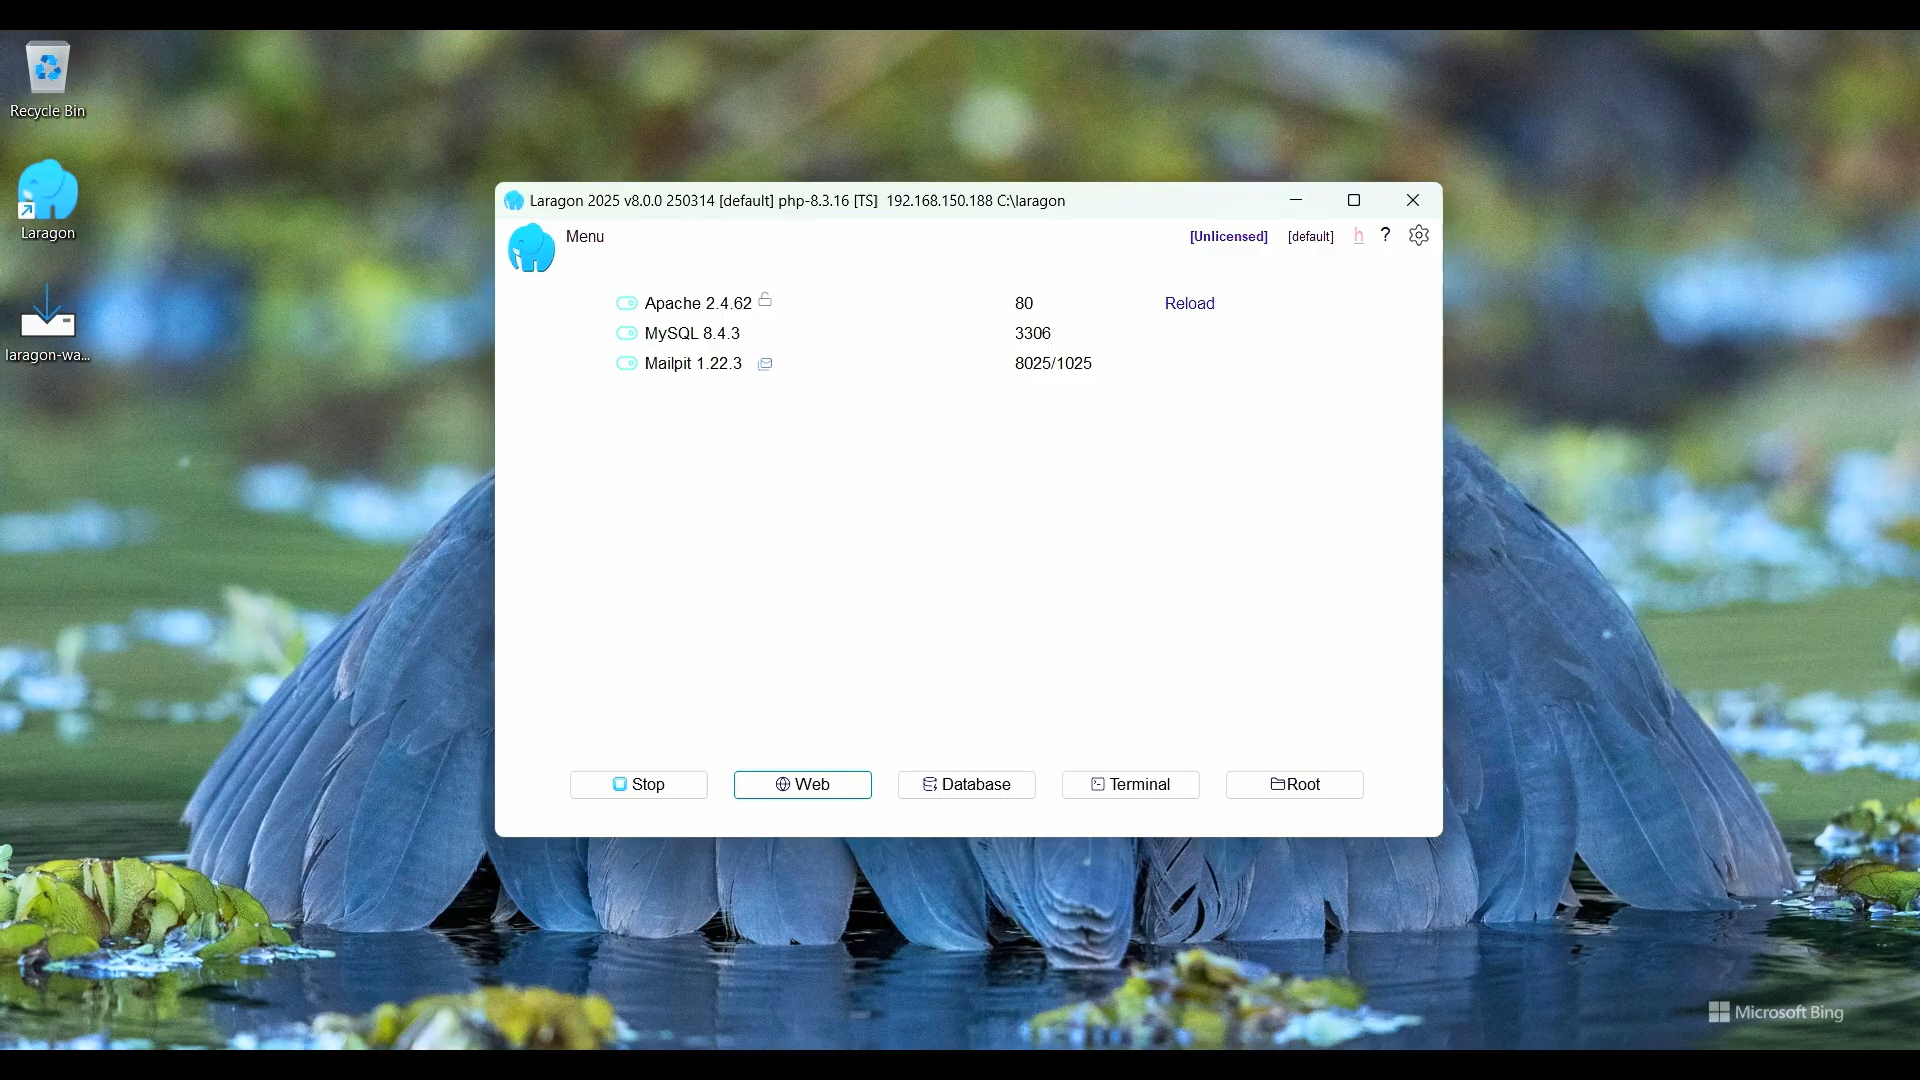 Recycle Bin
Laragon
laragon-wa...
Laragon 2025 v8.0.0 250314 [default] php-8.3.16 [TS]  192.168.150.188 C:\laragon
Menu
[Unlicensed] [default] h ?
Apache 2.4.62 80 Reload
MySQL 8.4.3 3306
Mailpit 1.22.3 8025/1025
Stop Web Database Terminal Root
Microsoft Bing